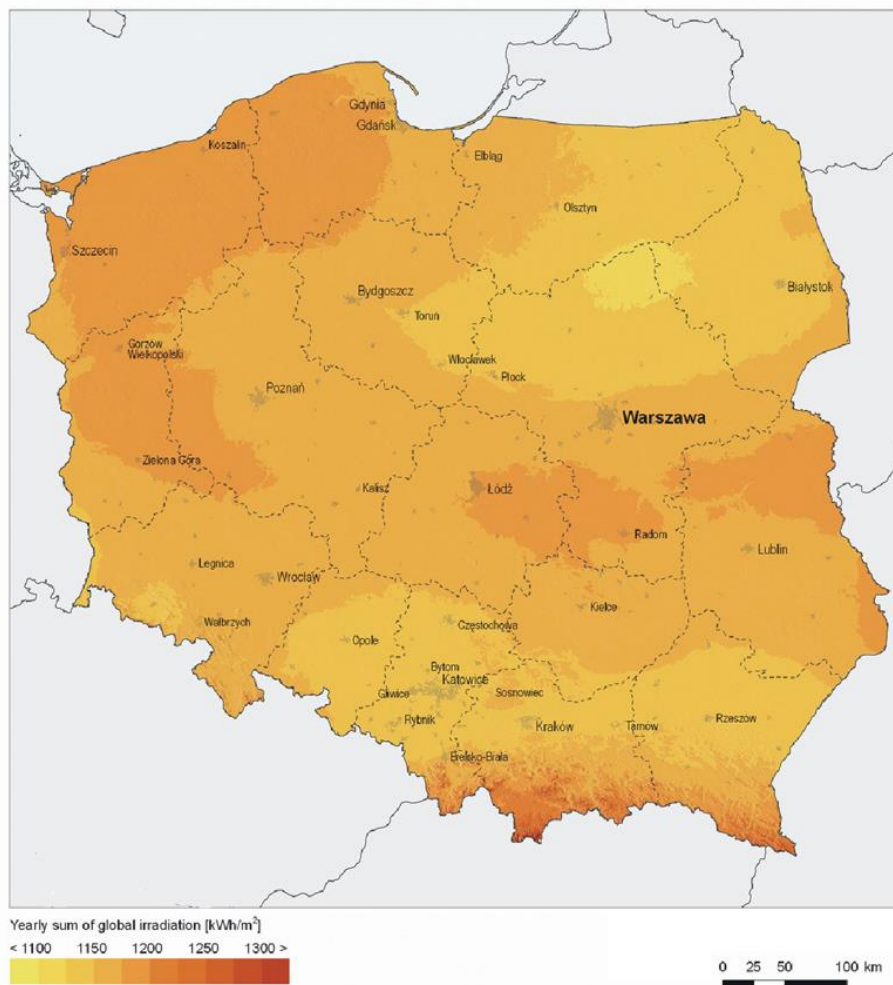 Gdynia
Gdańsk
Koszalin
Elbląg
Olsztyn
Szczecin
Bydgoszcz
Białystok
Toruń
Gorzów
Wielkopolski
Włocławek
Płock
Poznań
Warszawa
Zielona Góra
Kalisz
Łódź
Radom
Lublin
Legnica
Wrocław
Kielce
Wałbrzych
Częstochowa
Opole
Bytom
Katowice
Gliwice
Sosnowiec
Rybnik
Kraków
Tarnów
Rzeszów
Bielsko-Biała
Yearly sum of global irradiation [kWh/m²]
< 1100 1150 1200 1250 1300 >
0 25 50 100 km